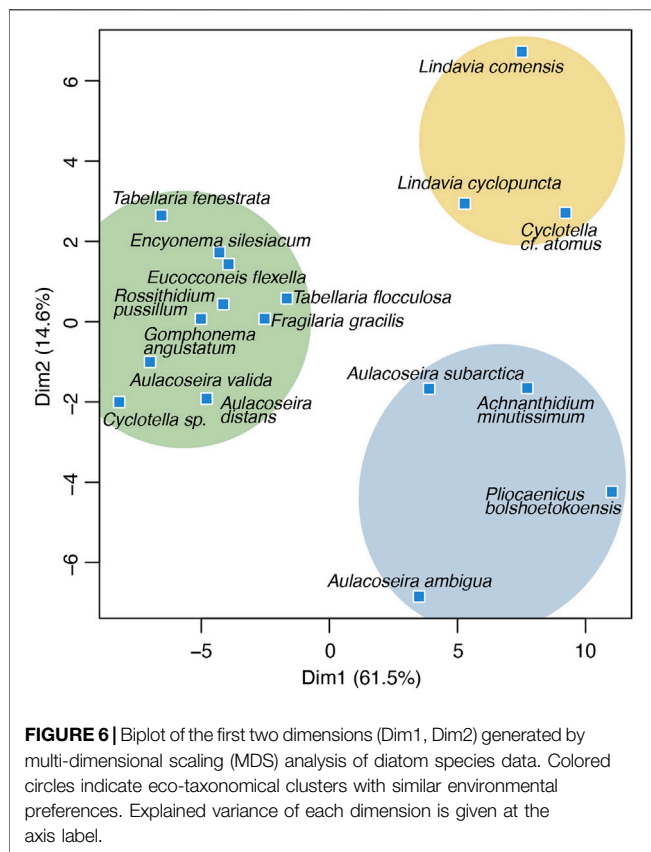 Lindavia comensis
Lindavia cyclopuncta
Cyclotella
cf. atomus
Tabellaria fenestrata
Encyonema silesiacum
Eucocconeis flexella
Rossithidium
pussillum
Tabellaria flocculosa
Fragilaria gracilis
Gomphonema
angustatum
Aulacoseira valida
Aulacoseira
distans
Cyclotella sp.
Aulacoseira subarctica
Achnanthidium
minutissimum
Pliocaenicus
bolshoetokoensis
Aulacoseira ambigua
6
4
2
0
−2
−4
−6
Dim2 (14.6%)
−5
0
5
10
Dim1 (61.5%)
FIGURE 6 | Biplot of the first two dimensions (Dim1, Dim2) generated by
multi-dimensional scaling (MDS) analysis of diatom species data. Colored
circles indicate eco-taxonomical clusters with similar environmental
preferences. Explained variance of each dimension is given at the
axis label.